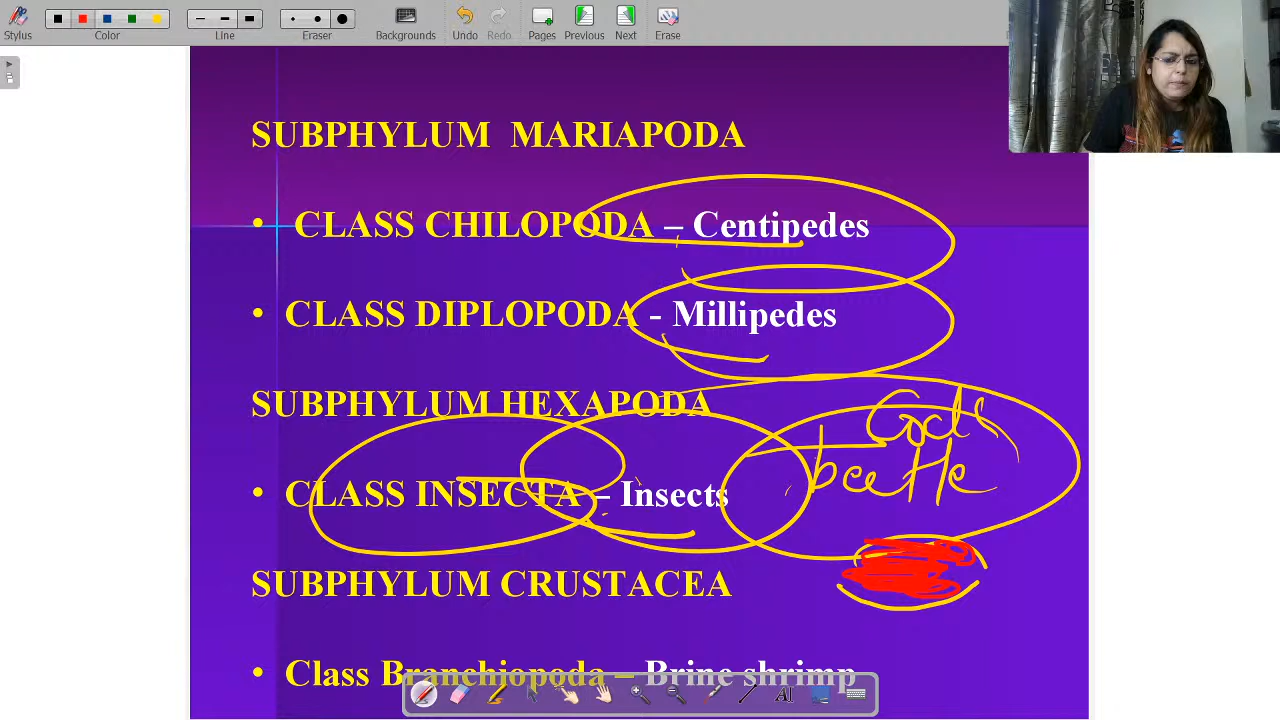 Stylus Color Line Eraser Backgrounds Undo Redo Pages Previous Next Erase
SUBPHYLUM MARIAPODA
• CLASS CHILOPODA – Centipedes
• CLASS DIPLOPODA - Millipedes
SUBPHYLUM HEXAPODA
beetle
• CLASS INSECTA – Insects
SUBPHYLUM CRUSTACEA
• Class Branchiopoda – Brine shrimp
AI